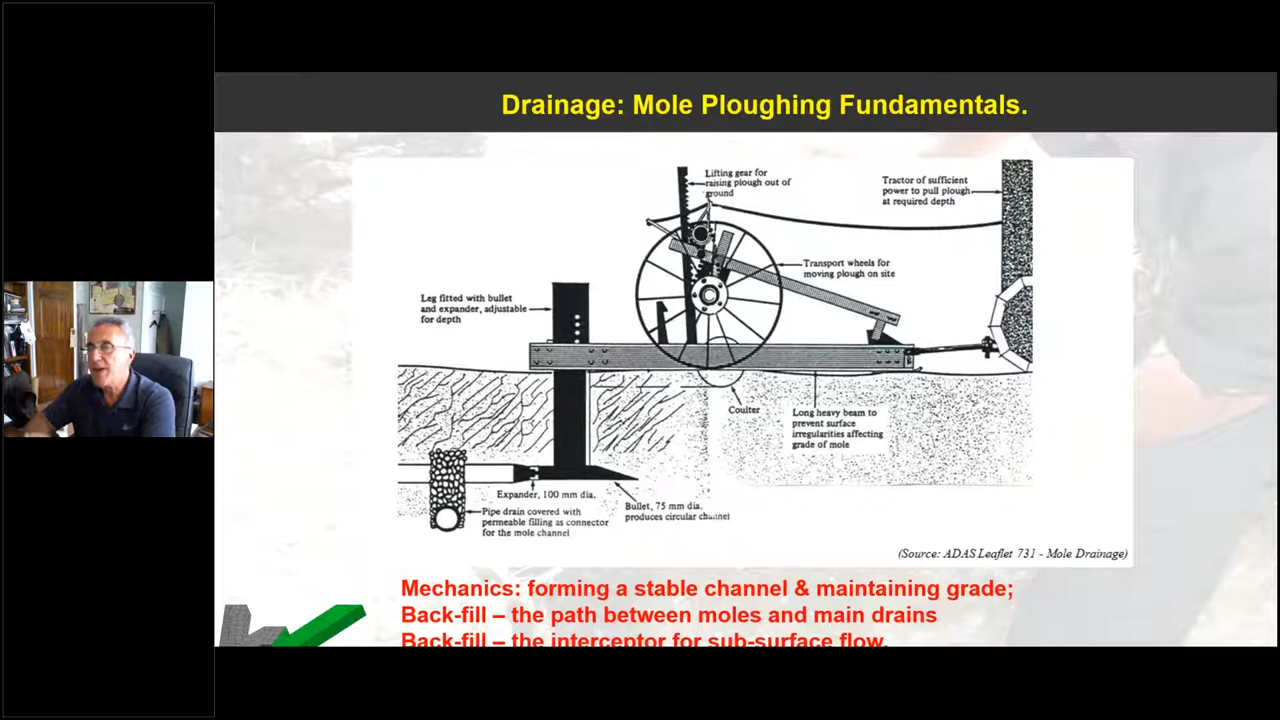 Drainage: Mole Ploughing Fundamentals.
Lifting gear for
raising plough out of
ground
Tractor of sufficient
power to pull plough
at required depth
Transport wheels for
moving plough on site
Leg fitted with bullet
and expander, adjustable
for depth
Coulter
Long heavy beam to
prevent surface
irregularities affecting
grade of mole
Expander, 100 mm dia.
Bullet, 75 mm dia.
produces circular channel
Pipe drain covered with
permeable filling as connector
for the mole channel
(Source: ADAS Leaflet 731 - Mole Drainage)
Mechanics: forming a stable channel & maintaining grade;
Back-fill – the path between moles and main drains
Back-fill – the interceptor for sub-surface flow.